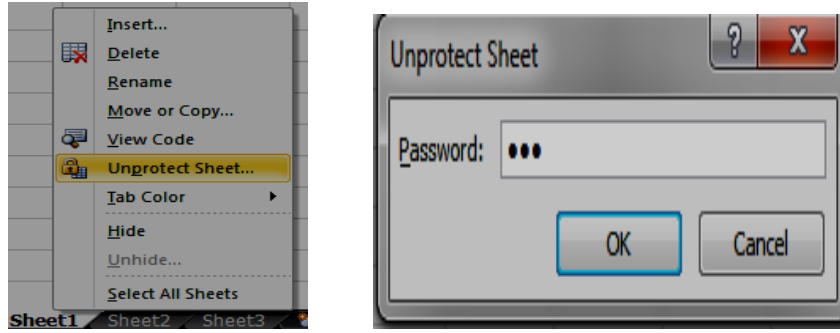 Insert...
Delete
Rename
Move or Copy...
View Code
Unprotect Sheet...
Tab Color
Hide
Unhide...
Select All Sheets
Sheet1 Sheet2 Sheet3
Unprotect Sheet
?
X
Password: •••
OK Cancel